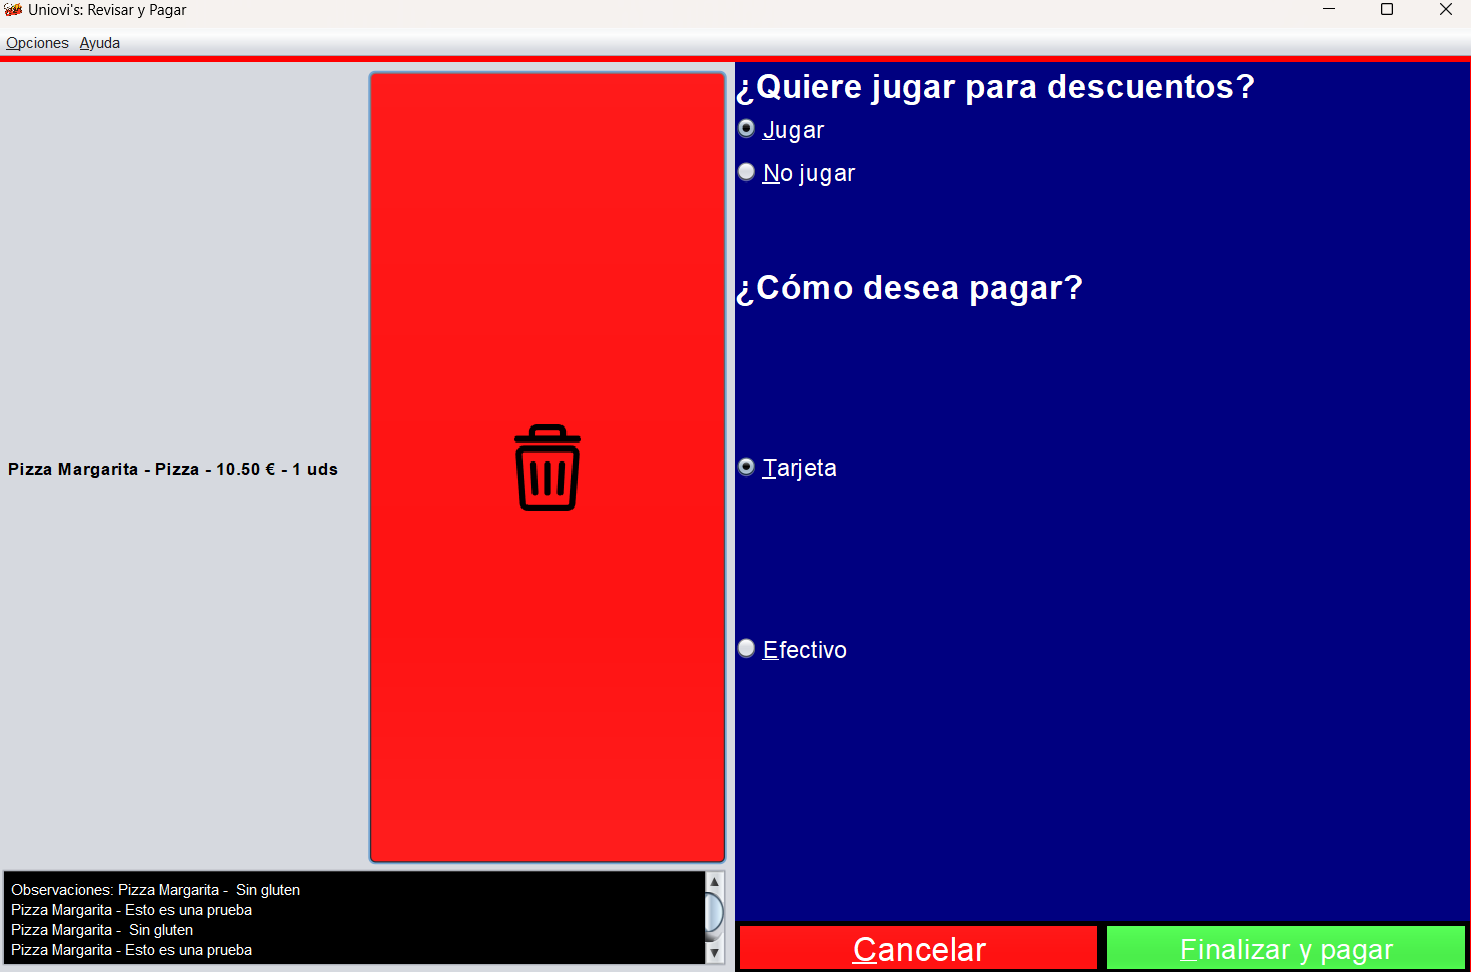 Uniovi's: Revisar y Pagar
Opciones Ayuda
¿Quiere jugar para descuentos?
Jugar
No jugar
¿Cómo desea pagar?
Pizza Margarita - Pizza - 10.50 € - 1 uds
Tarjeta
Efectivo
Observaciones: Pizza Margarita -  Sin gluten
Pizza Margarita - Esto es una prueba
Pizza Margarita -  Sin gluten
Pizza Margarita - Esto es una prueba
Cancelar
Finalizar y pagar